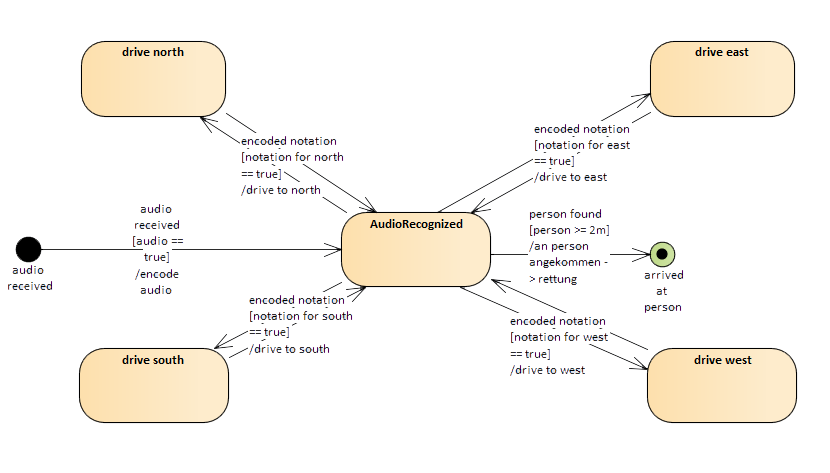 drive north
drive east
encoded notation
[notation for north
== true]
/drive to north
encoded notation
[notation for east
== true]
/drive to east
audio
received
[audio ==
true]
/encode
audio
audio
received
AudioRecognized
person found
[person >= 2m]
/an person
angekommen -
> rettung
arrived
at
person
encoded notation
[notation for south
== true]
/drive to south
encoded notation
[notation for west
== true]
/drive to west
drive south
drive west